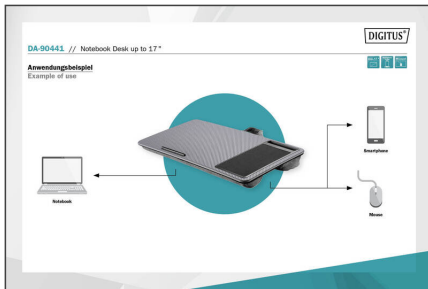 DIGITUS®
DA-90441 // Notebook Desk up to 17"
Anwendungsbeispiel
Example of use
Smartphone
Notebook
Mouse